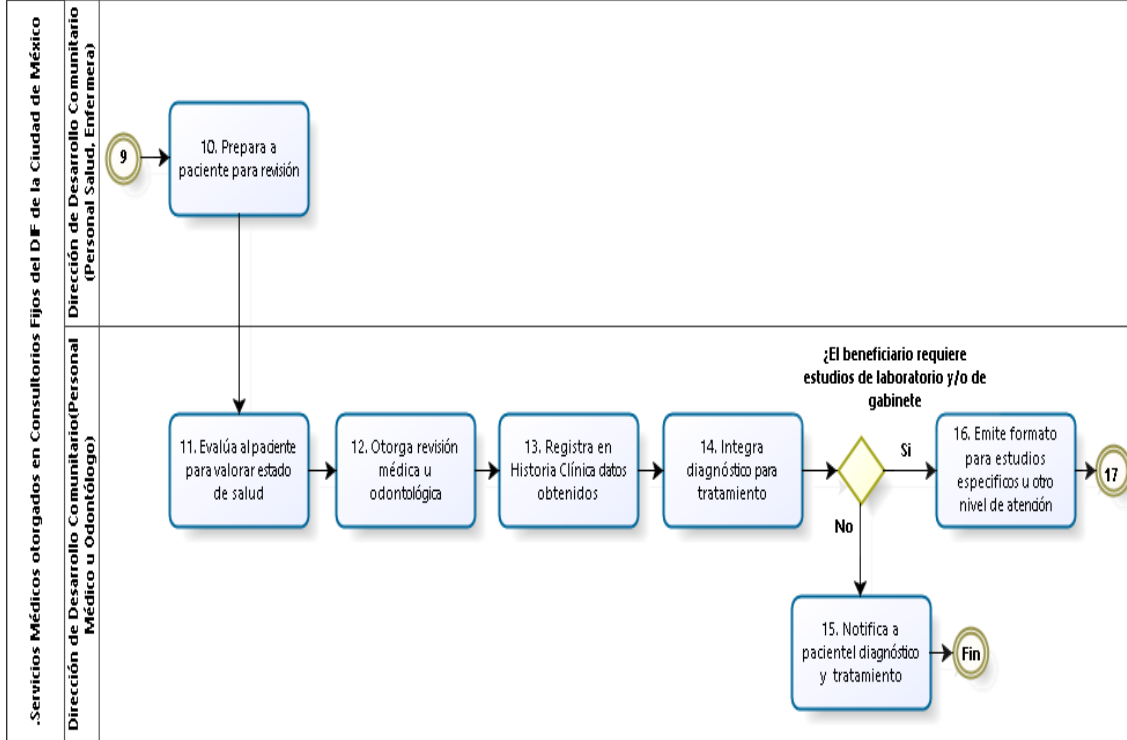 .Servicios Médicos otorgados en Consultorios Fijos del DIF de la Ciudad de México
Dirección de Desarrollo Comunitario
(Personal Salud, Enfermera)
9
10. Prepara a
paciente para revisión
Dirección de Desarrollo Comunitario(Personal
Médico u Odontólogo)
11. Evalúa al paciente
para valorar estado
de salud
12. Otorga revisión
médica u
odontológica
13. Registra en
Historia Clínica datos
obtenidos
14. Integra
diagnóstico para
tratamiento
¿El beneficiario requiere
estudios de laboratorio y/o de
gabinete
Si
16. Emite formato
para estudios
especificos u otro
nivel de atención
17
No
15. Notifica a
pacientel diagnóstico
y tratamiento
Fin